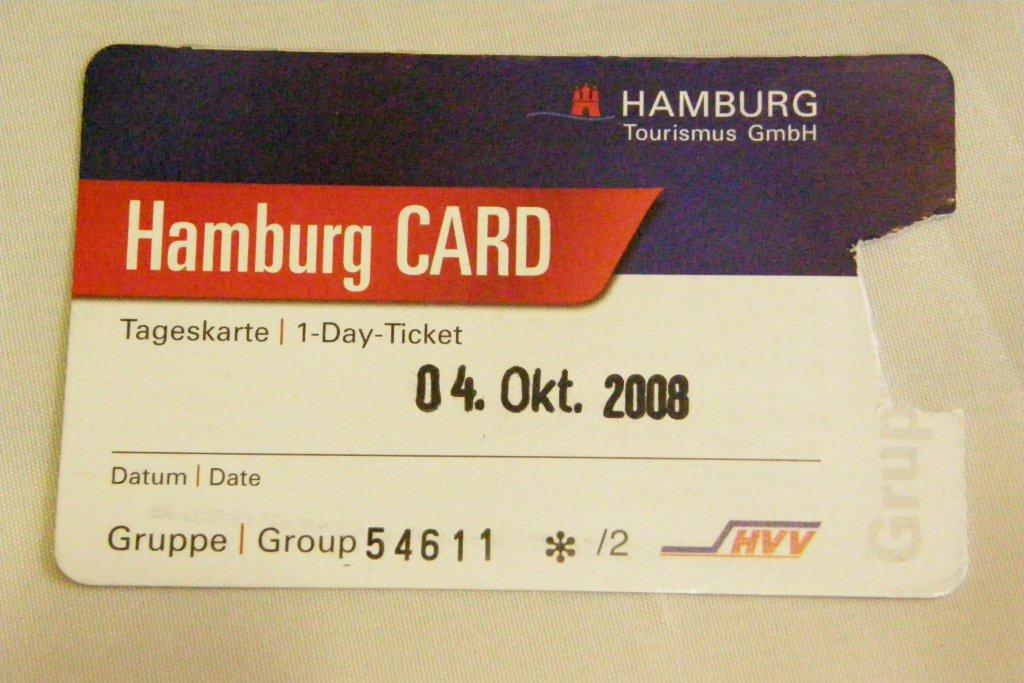 HAMBURG
Tourismus GmbH
Hamburg CARD
Tageskarte | 1-Day-Ticket
04. Okt. 2008
Datum | Date
Gruppe | Group 54611 * /2 HVV
Grup